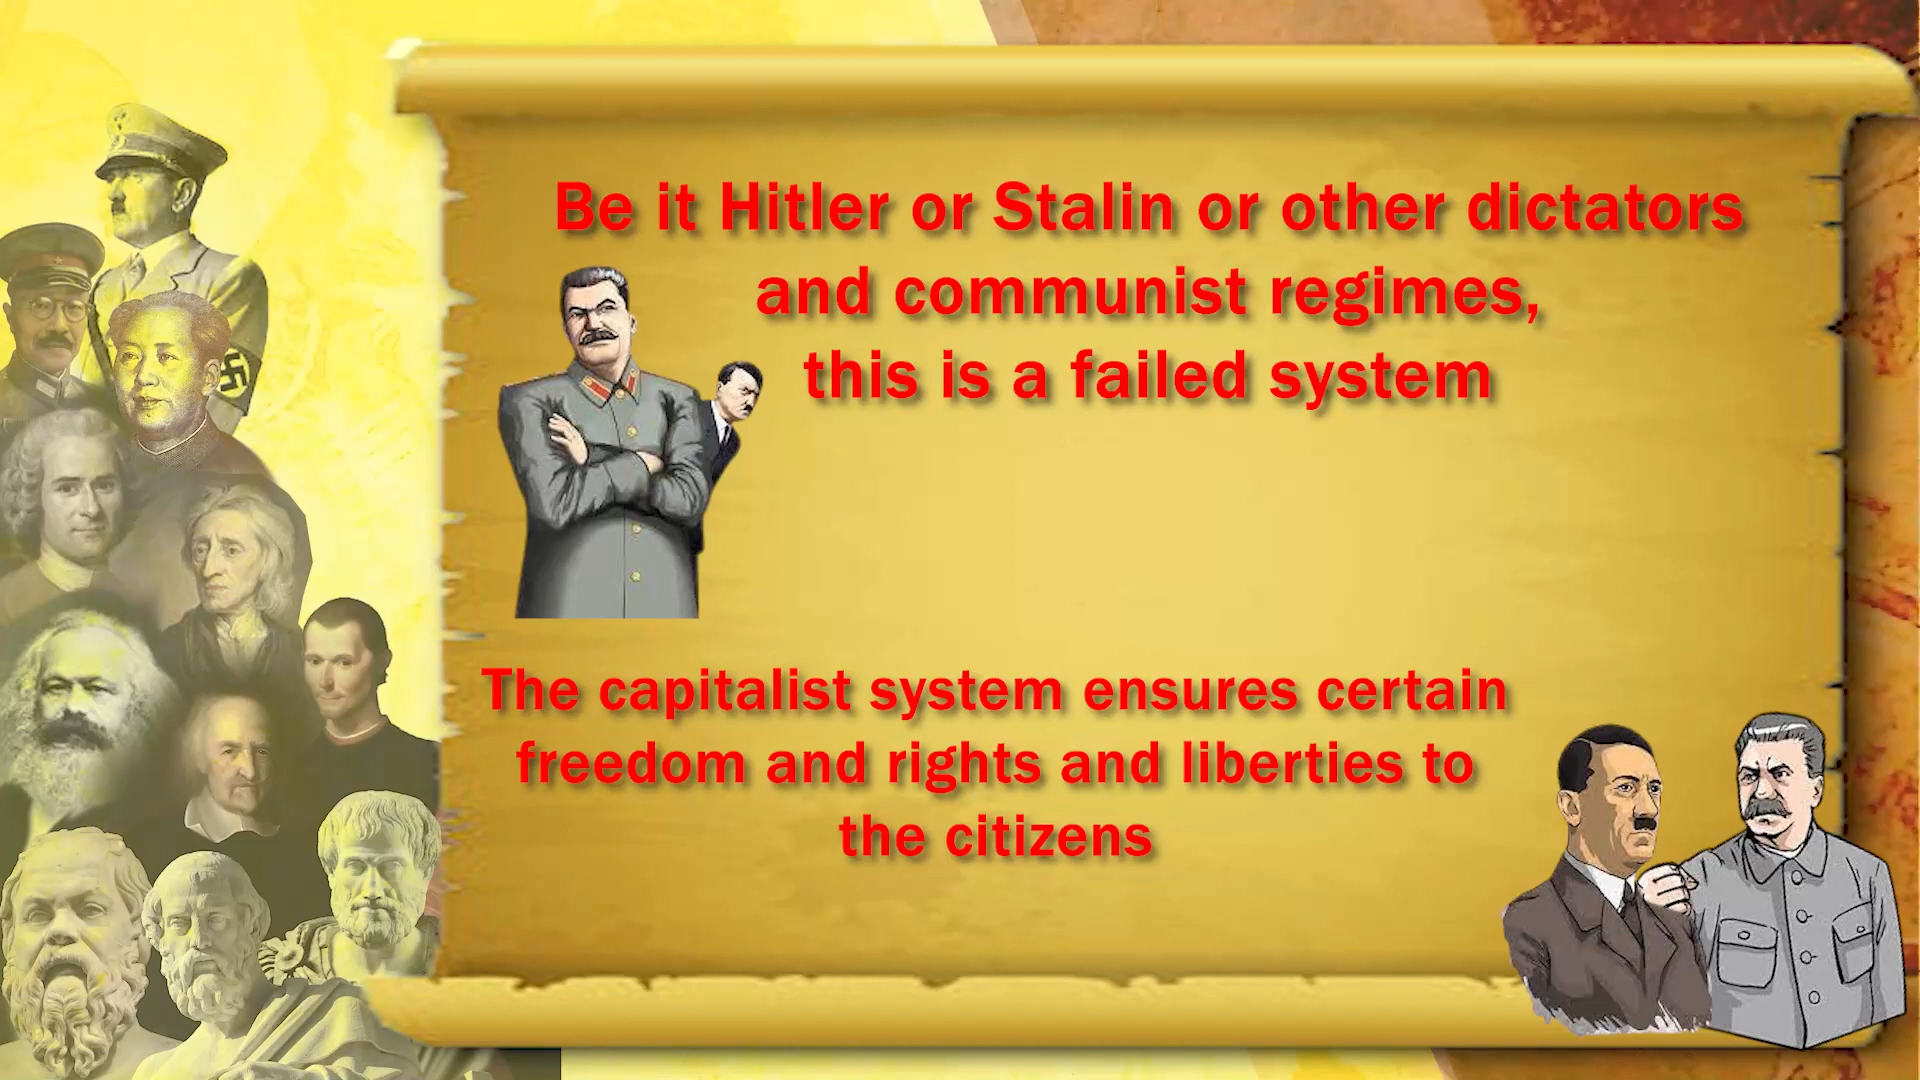 Be it Hitler or Stalin or other dictators
and communist regimes,
this is a failed system
The capitalist system ensures certain
freedom and rights and liberties to
the citizens